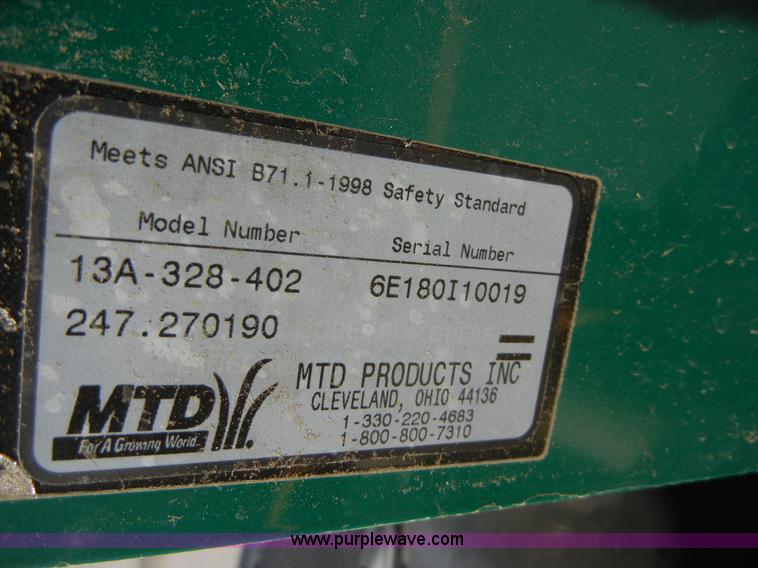 Meets ANSI B71.1-1998 Safety Standard
Model Number Serial Number
13A-328-402 6E180I10019
247.270190
MTD PRODUCTS INC
CLEVELAND, OHIO 44136
1-330-220-4683
1-800-800-7310
MTD
For A Growing World.
www.purplewave.com